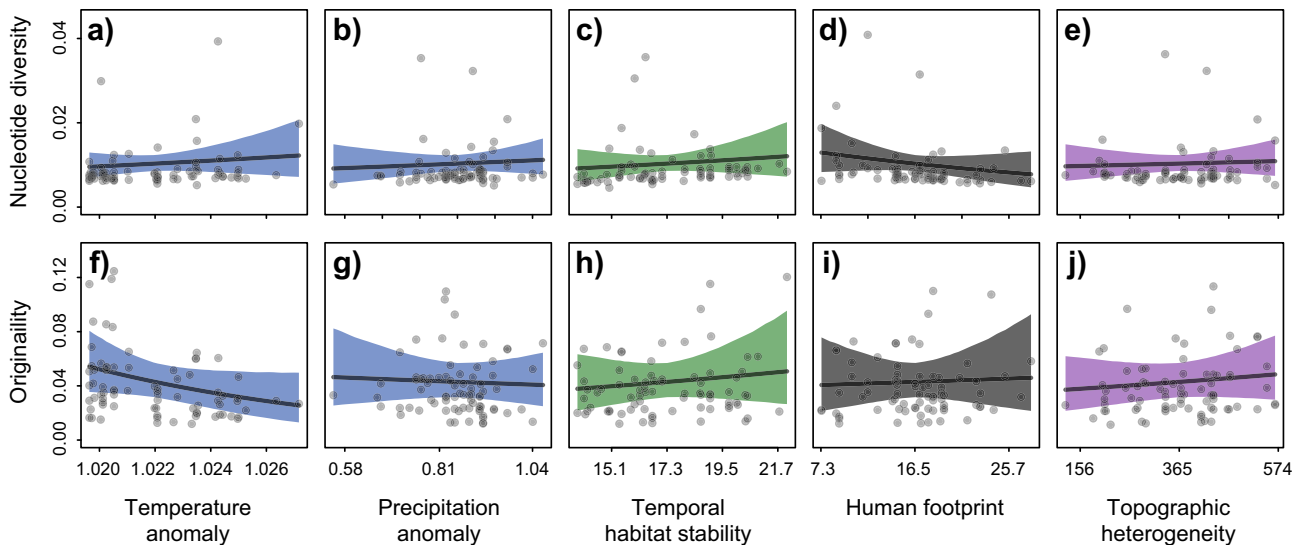 Nucleotide diversity
0.04
0.02
0.00
a)
b)
c)
d)
e)
Originaility
0.12
0.08
0.04
0.00
f)
g)
h)
i)
j)
1.020 1.022 1.024 1.026
0.58 0.81 1.04
15.1 17.3 19.5 21.7
7.3 16.5 25.7
156 365 574
Temperature
anomaly
Precipitation
anomaly
Temporal
habitat stability
Human footprint
Topographic
heterogeneity